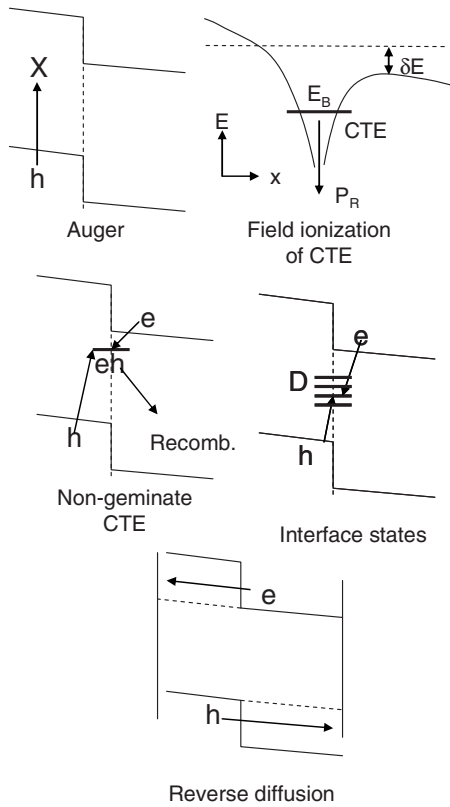 X
h
Auger
δE
E_B
CTE
E
x
P_R
Field ionization
of CTE
e
eh
h
Recomb.
Non-geminate
CTE
e
D
h
Interface states
e
h
Reverse diffusion